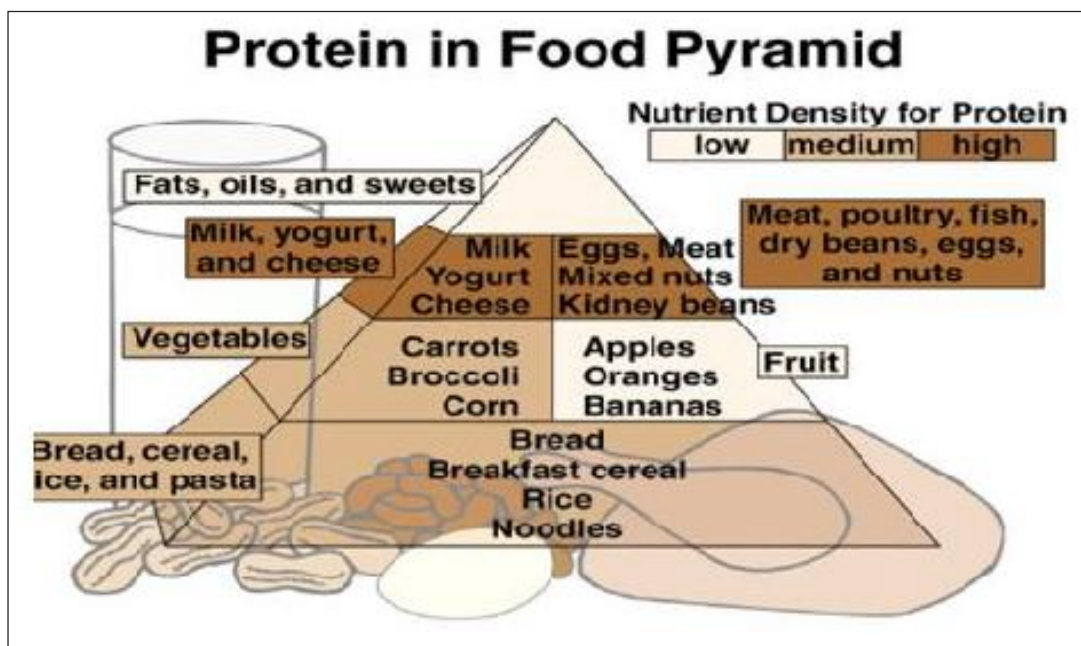 Protein in Food Pyramid
Nutrient Density for Protein
low medium high
Fats, oils, and sweets
Milk, yogurt,
and cheese
Meat, poultry, fish,
dry beans, eggs,
and nuts
Milk
Yogurt
Cheese
Eggs, Meat
Mixed nuts
Kidney beans
Vegetables
Carrots
Broccoli
Corn
Apples
Oranges
Bananas
Fruit
Bread, cereal,
ice, and pasta
Bread
Breakfast cereal
Rice
Noodles